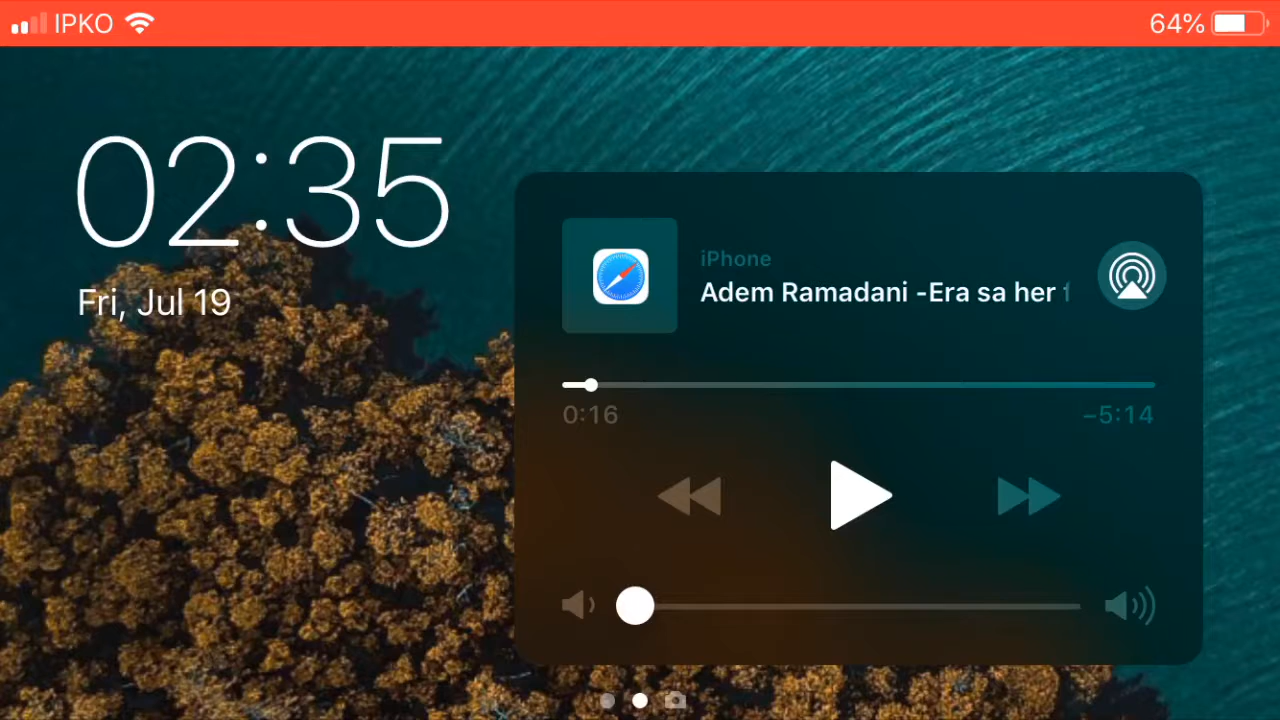 IPKO
64%
02:35
Fri, Jul 19
iPhone
Adem Ramadani -Era sa her
0:16
−5:14